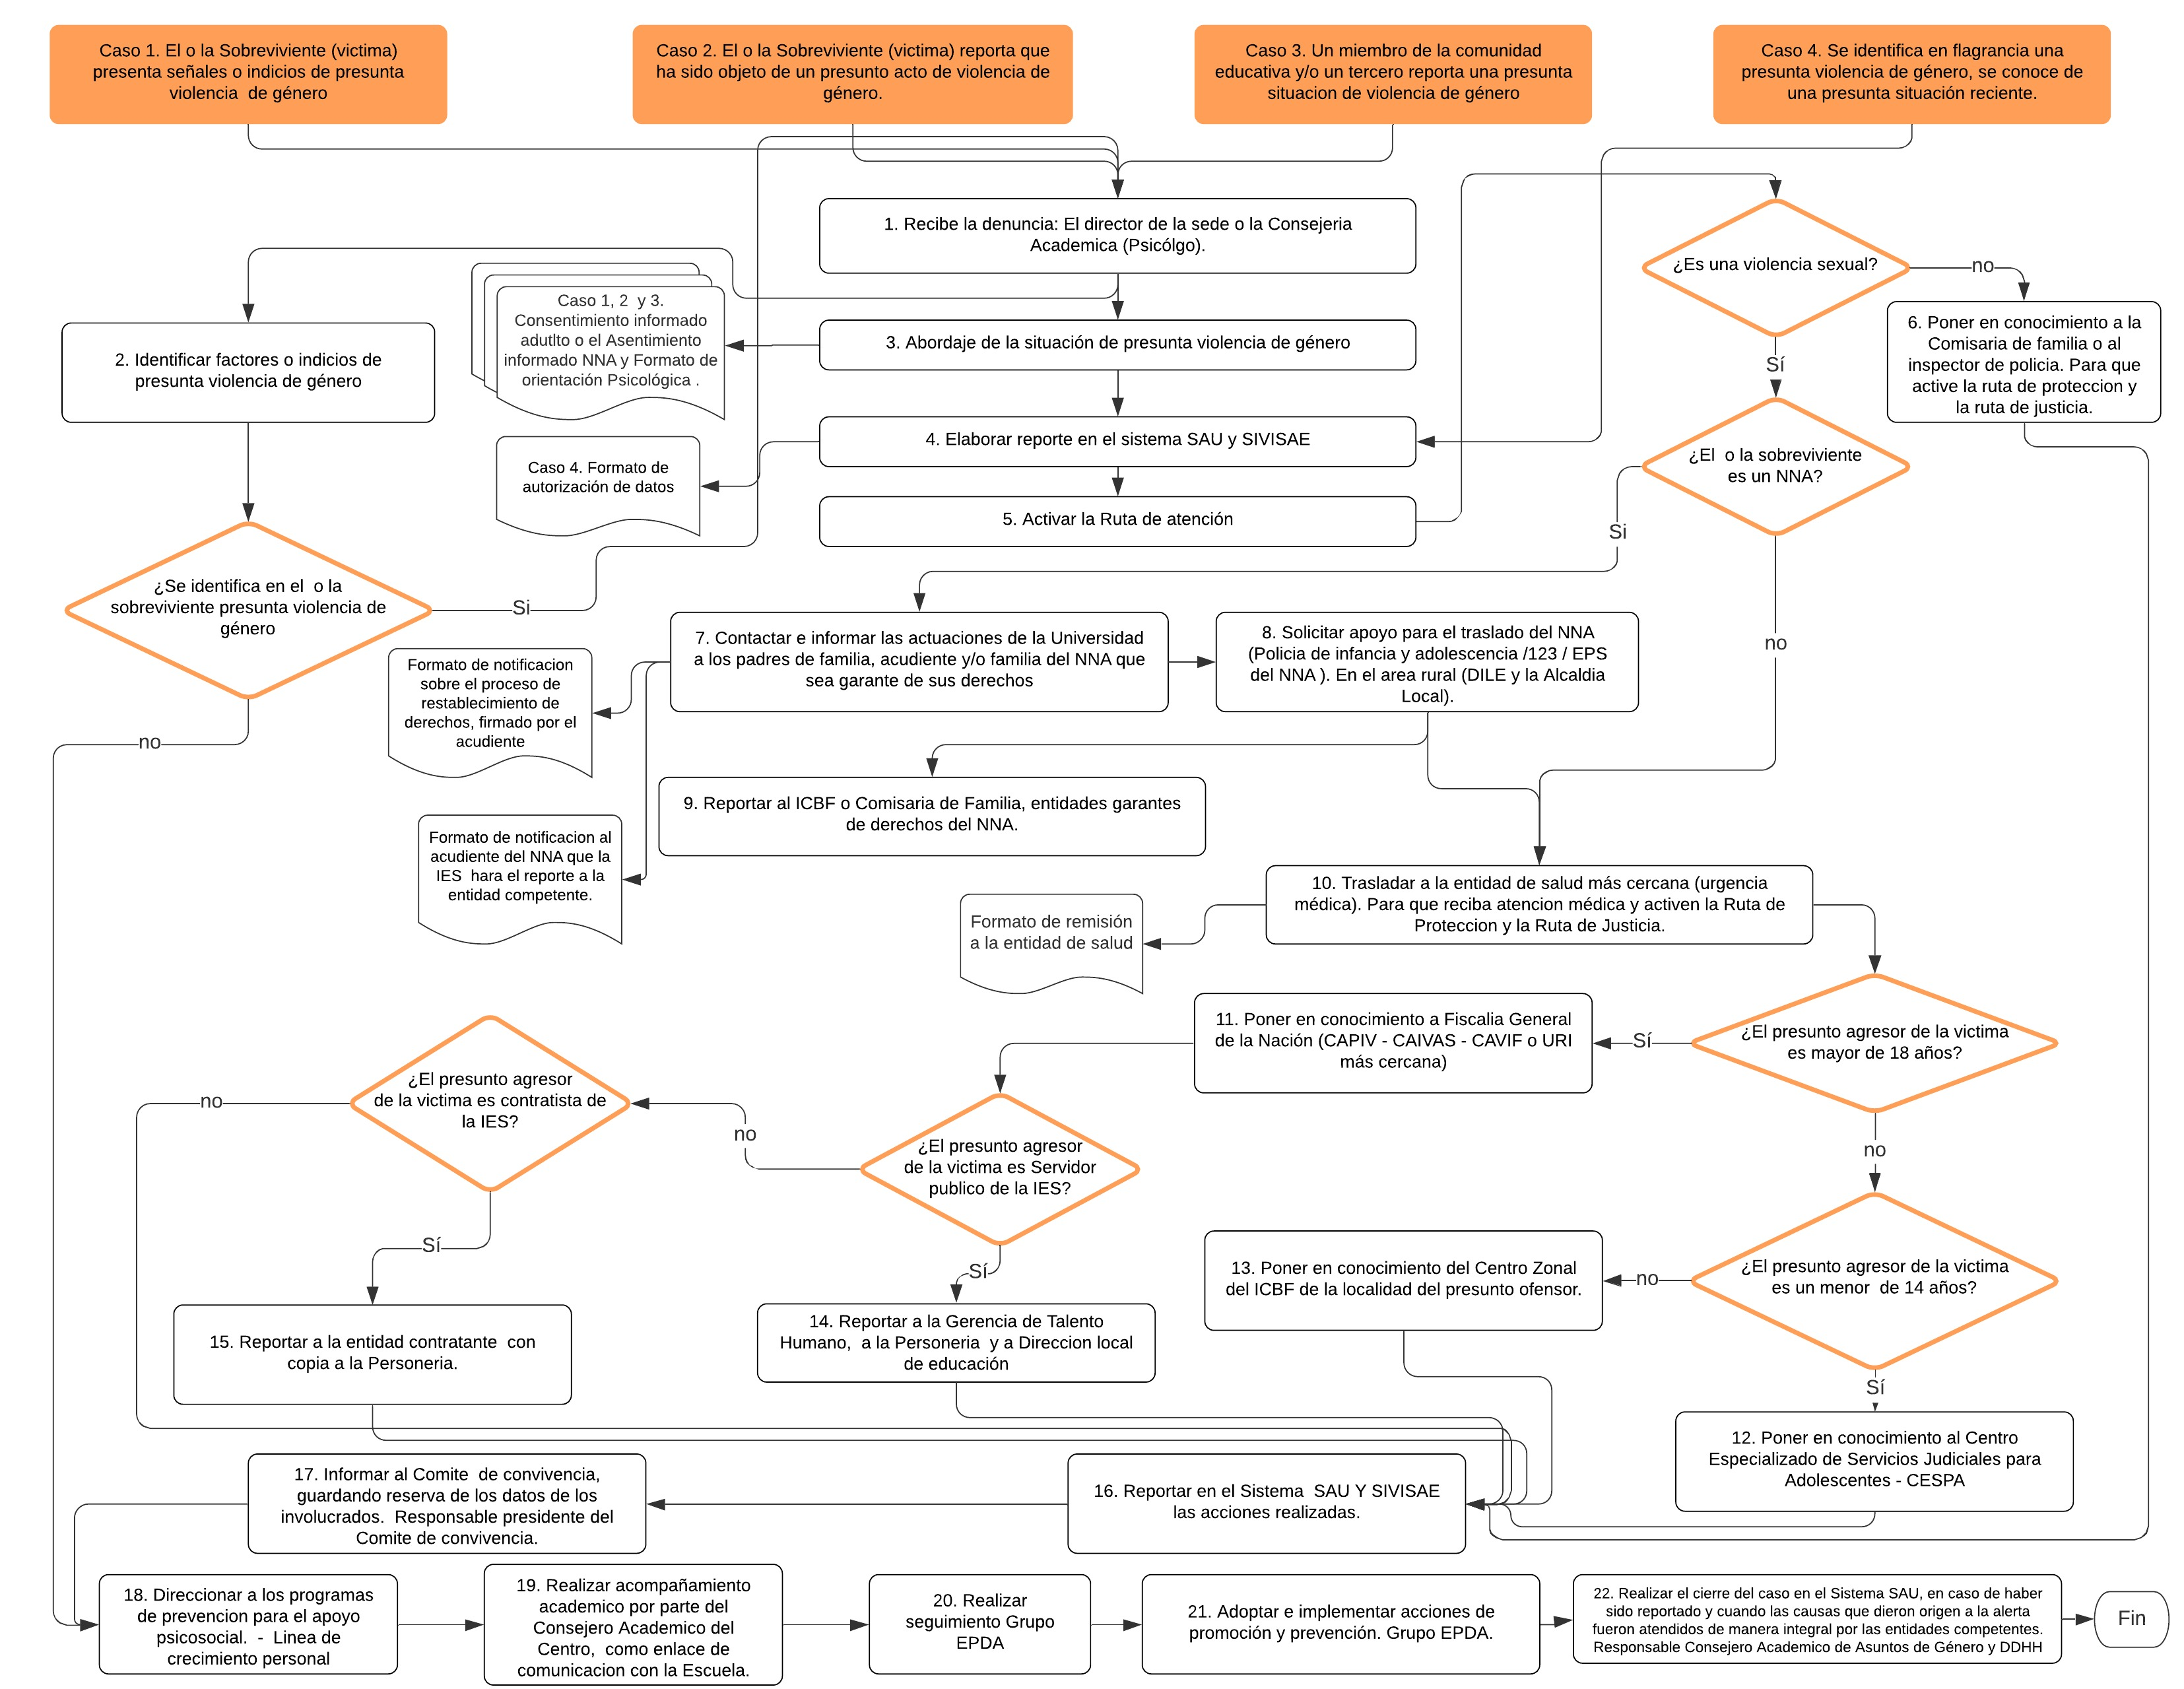 Caso 1. El o la Sobreviviente (victima)
presenta señales o indicios de presunta
violencia  de género
Caso 2. El o la Sobreviviente (victima) reporta que
ha sido objeto de un presunto acto de violencia de
género.
Caso 3. Un miembro de la comunidad
educativa y/o un tercero reporta una presunta
situacion de violencia de género
Caso 4. Se identifica en flagrancia una
presunta violencia de género, se conoce de
una presunta situación reciente.
1. Recibe la denuncia: El director de la sede o la Consejeria
Academica (Psicólgo).
¿Es una violencia sexual?
no
Sí
6. Poner en conocimiento a la
Comisaria de familia o al
inspector de policia. Para que
active la ruta de proteccion y
la ruta de justicia.
2. Identificar factores o indicios de
presunta violencia de género
Caso 1, 2  y 3.
Consentimiento informado
adutlto o el Asentimiento
informado NNA y Formato de
orientación Psicológica .
3. Abordaje de la situación de presunta violencia de género
4. Elaborar reporte en el sistema SAU y SIVISAE
¿El  o la sobreviviente
es un NNA?
Si
no
Caso 4. Formato de
autorización de datos
5. Activar la Ruta de atención
¿Se identifica en el  o la
sobreviviente presunta violencia de
género
Si
no
7. Contactar e informar las actuaciones de la Universidad
a los padres de familia, acudiente y/o familia del NNA que
sea garante de sus derechos
8. Solicitar apoyo para el traslado del NNA
(Policia de infancia y adolescencia /123 / EPS
del NNA ). En el area rural (DILE y la Alcaldia
Local).
Formato de notificacion
sobre el proceso de
restablecimiento de
derechos, firmado por el
acudiente
9. Reportar al ICBF o Comisaria de Familia, entidades garantes
de derechos del NNA.
Formato de notificacion al
acudiente del NNA que la
IES  hara el reporte a la
entidad competente.
10. Trasladar a la entidad de salud más cercana (urgencia
médica). Para que reciba atencion médica y activen la Ruta de
Proteccion y la Ruta de Justicia.
Formato de remisión
a la entidad de salud
11. Poner en conocimiento a Fiscalia General
de la Nación (CAPIV - CAIVAS - CAVIF o URI
más cercana)
Sí
¿El presunto agresor de la victima
es mayor de 18 años?
no
¿El presunto agresor
de la victima es contratista de
la IES?
no
no
Sí
¿El presunto agresor
de la victima es Servidor
publico de la IES?
Sí
13. Poner en conocimiento del Centro Zonal
del ICBF de la localidad del presunto ofensor.
no
¿El presunto agresor de la victima
es un menor  de 14 años?
Sí
15. Reportar a la entidad contratante  con
copia a la Personeria.
14. Reportar a la Gerencia de Talento
Humano,  a la Personeria  y a Direccion local
de educación
12. Poner en conocimiento al Centro
Especializado de Servicios Judiciales para
Adolescentes - CESPA
17. Informar al Comite  de convivencia,
guardando reserva de los datos de los
involucrados.  Responsable presidente del
Comite de convivencia.
16. Reportar en el Sistema  SAU Y SIVISAE
las acciones realizadas.
18. Direccionar a los programas
de prevencion para el apoyo
psicosocial.  -  Linea de
crecimiento personal
19. Realizar acompañamiento
academico por parte del
Consejero Academico del
Centro,  como enlace de
comunicacion con la Escuela.
20. Realizar
seguimiento Grupo
EPDA
21. Adoptar e implementar acciones de
promoción y prevención. Grupo EPDA.
22. Realizar el cierre del caso en el Sistema SAU, en caso de haber
sido reportado y cuando las causas que dieron origen a la alerta
fueron atendidos de manera integral por las entidades competentes.
Responsable Consejero Academico de Asuntos de Género y DDHH
Fin